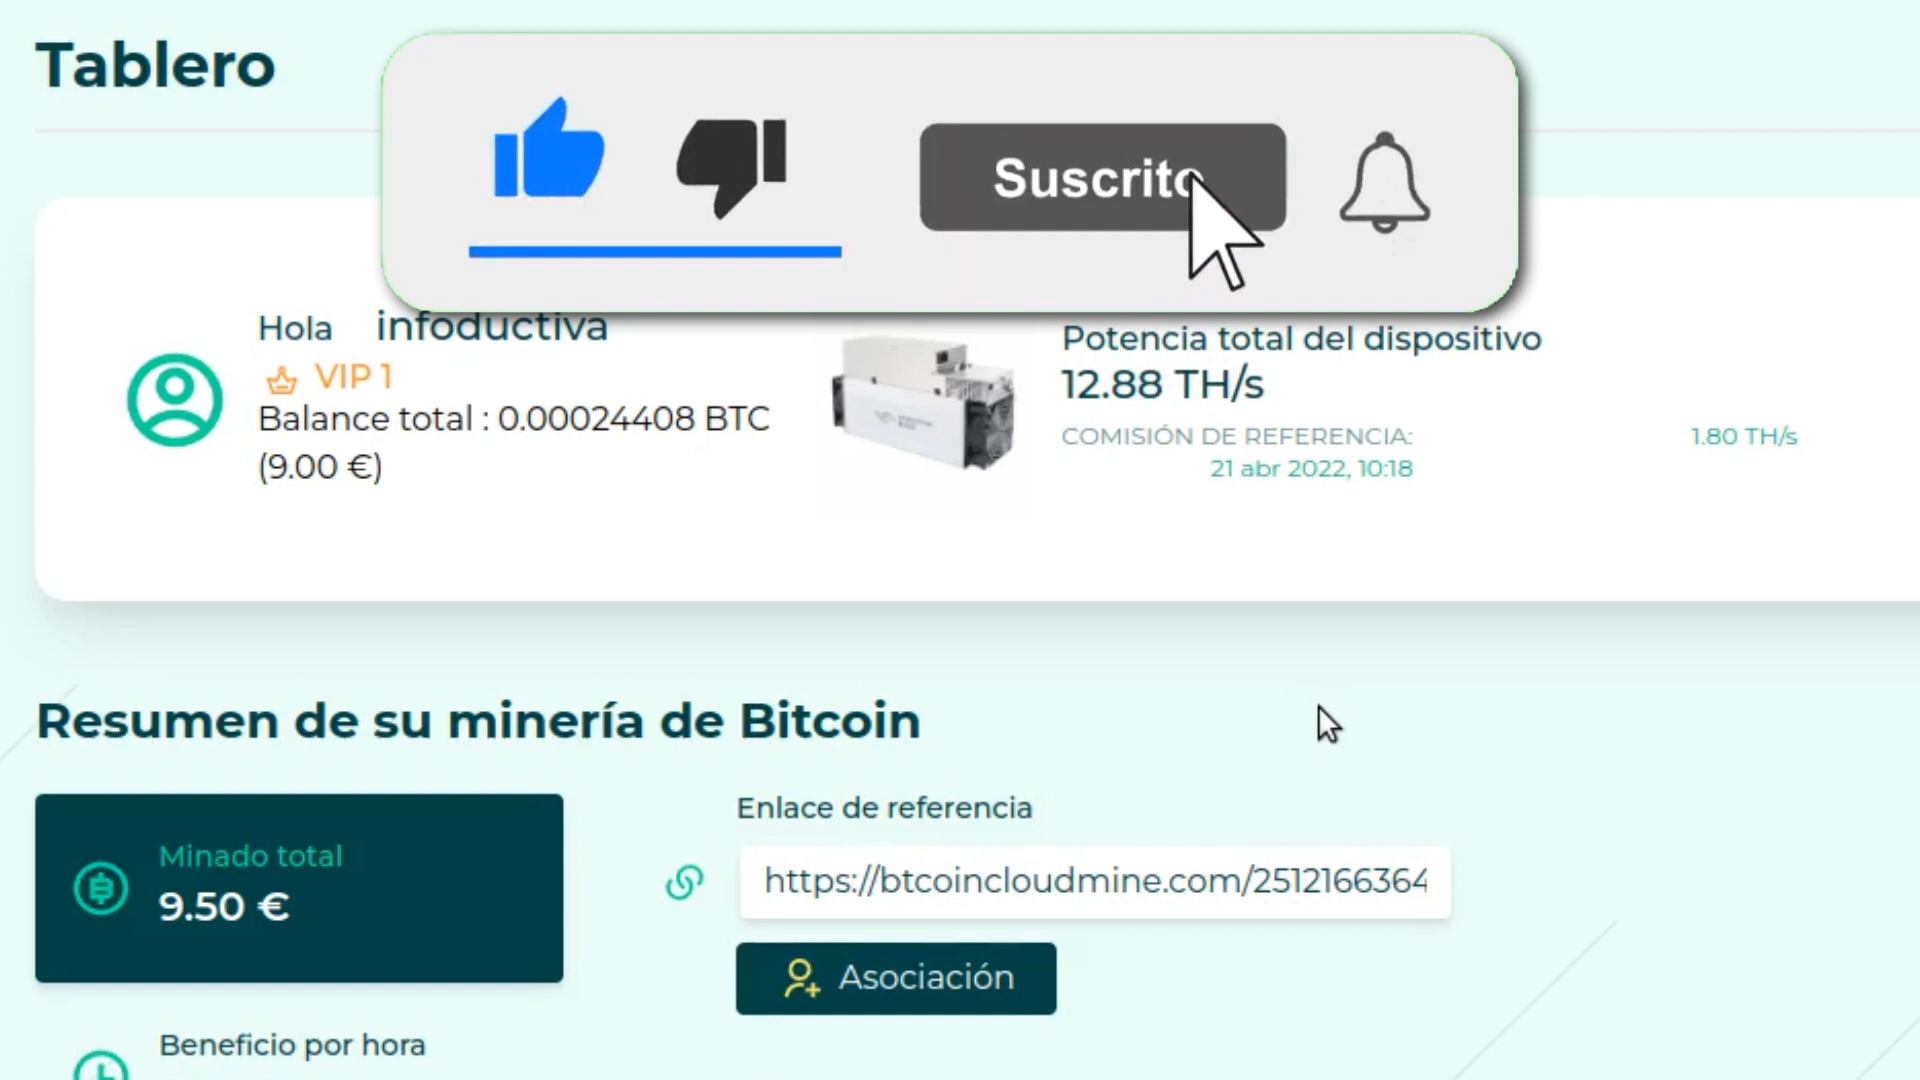 Tablero
Suscrito
Hola infoductiva
VIP 1
Balance total : 0.00024408 BTC
(9.00 €)
Potencia total del dispositivo
12.88 TH/s
COMISIÓN DE REFERENCIA: 1.80 TH/s
21 abr 2022, 10:18
Resumen de su minería de Bitcoin
Minado total
9.50 €
Enlace de referencia
https://btcoincloudmine.com/2512166364
Asociación
Beneficio por hora